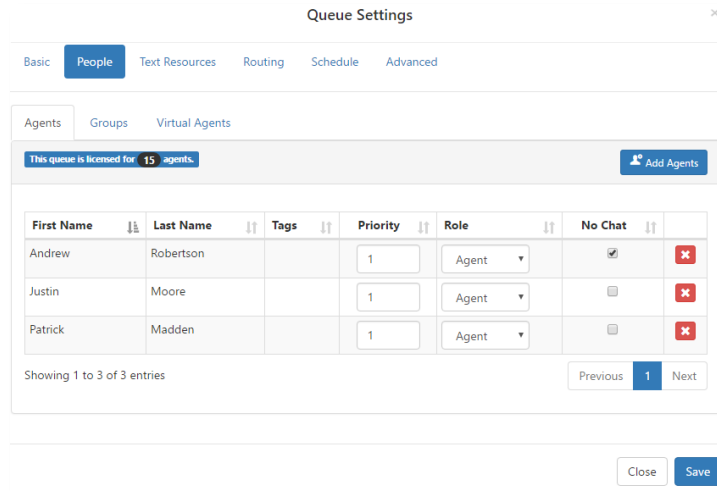 Queue Settings ×
Basic People Text Resources Routing Schedule Advanced
Agents Groups Virtual Agents
This queue is licensed for 15 agents. Add Agents
First Name Last Name Tags Priority Role No Chat
Andrew Robertson 1 Agent
Justin Moore 1 Agent
Patrick Madden 1 Agent
Showing 1 to 3 of 3 entries Previous 1 Next
Close Save